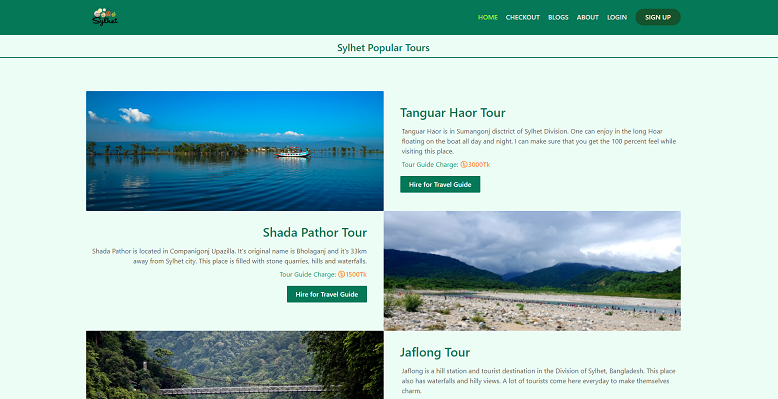 Sylhet
HOME CHECKOUT BLOGS ABOUT LOGIN SIGN UP
Sylhet Popular Tours
Tanguar Haor Tour
Tanguar Haor is in Sumangonj disctrict of Sylhet Division. One can enjoy in the long Hoar
floating on the boat all day and night. I can make sure that you get the 100 percent feel while
visiting this place.
Tour Guide Charge: 3000Tk
Hire for Travel Guide
Shada Pathor Tour
Shada Pathor is located in Companigonj Upazilla. It's original name is Bholaganj and it's 33km
away from Sylhet city. This place is filled with stone quarries, hills and waterfalls.
Tour Guide Charge: 1500Tk
Hire for Travel Guide
Jaflong Tour
Jaflong is a hill station and tourist destination in the Division of Sylhet, Bangladesh. This place
also has waterfalls and hilly views. A lot of tourists come here everyday to make themselves
charm.